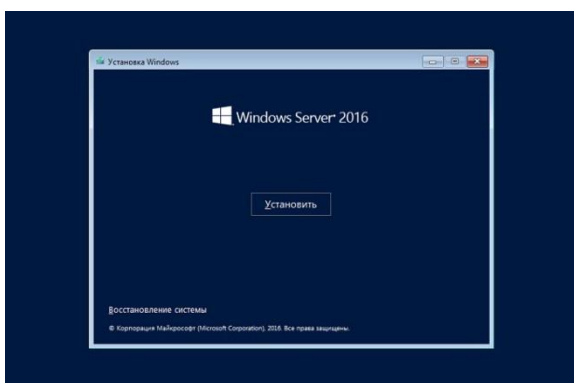 Установка Windows
Windows Server 2016
Установить
Восстановление системы
© Корпорация Майкрософт (Microsoft Corporation), 2016. Все права защищены.